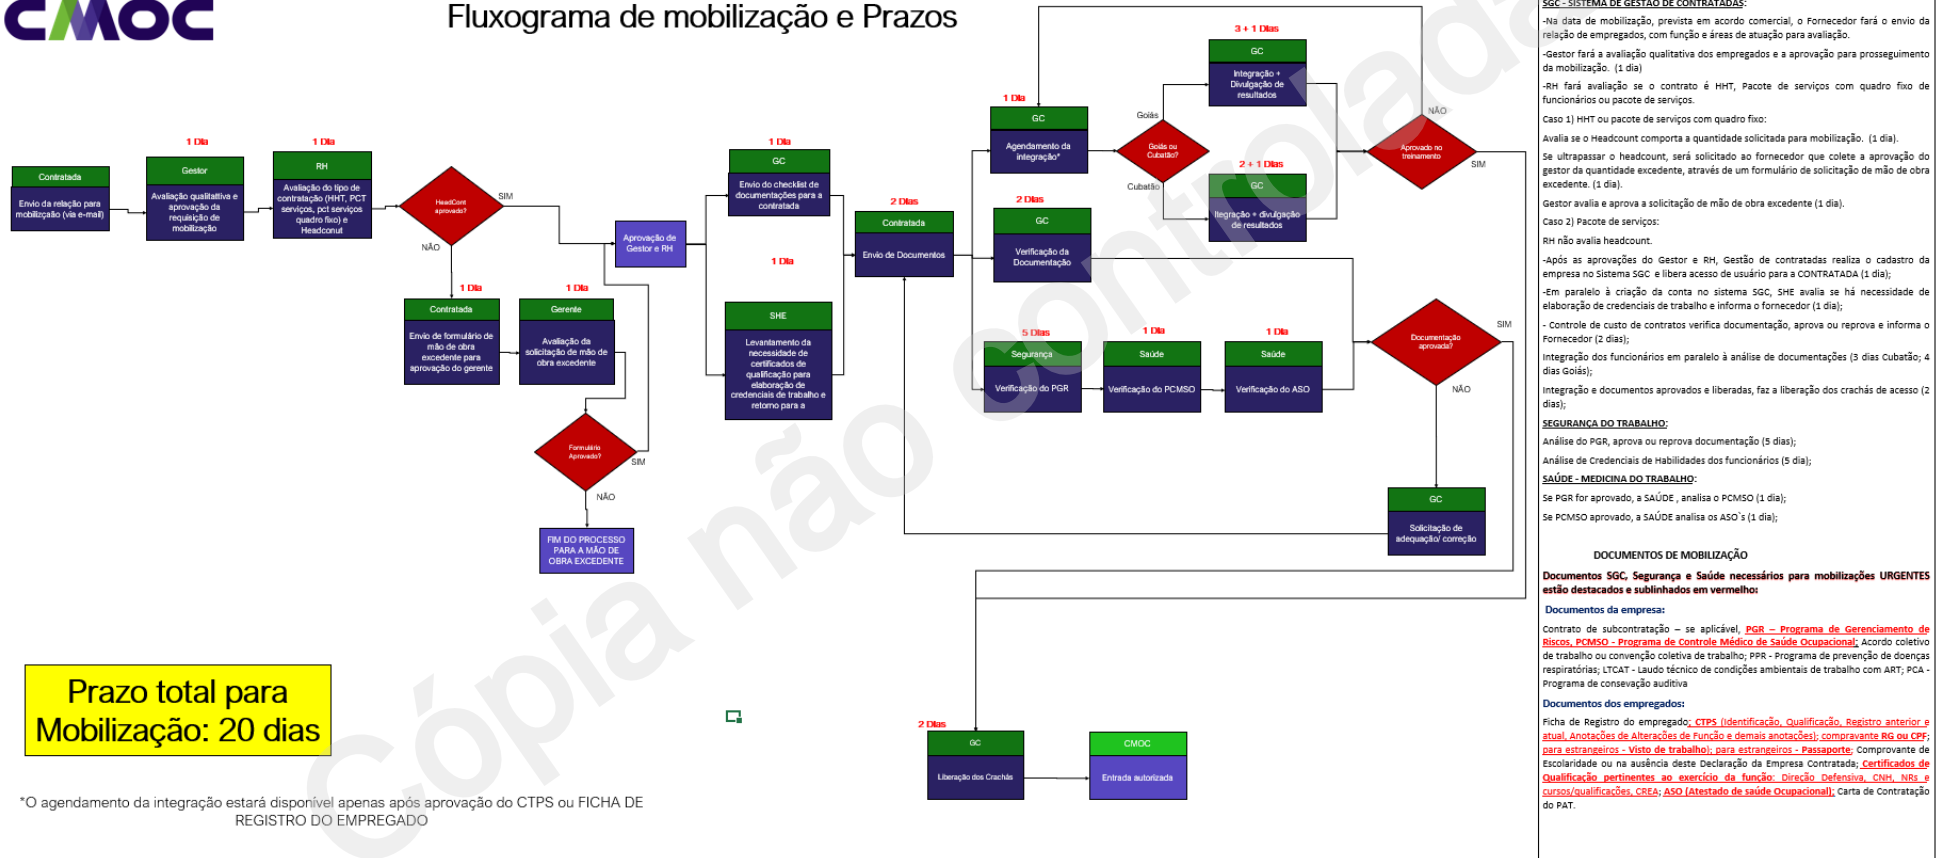 CMOC
Fluxograma de mobilização e Prazos
1 Dia
Contratada
Envio da relação para
mobilização (via e-mail)
Gestor
Avaliação qualitattiva e
aprovação da
requisição de
mobilização
1 Dia
RH
Avaliação do tipo de
contratação (HHT, PCT
serviços, pct serviços
quadro fixo) e
Headconut
HeadCont
aprovado?
SIM
NÃO
1 Dia
Contratada
Envio de formulário de
mão de obra
excedente para
aprovação do gerente
1 Dia
Gerente
Avaliação da
solicitação de mão de
obra excedente
Formulário
Aprovado?
SIM
NÃO
FIM DO PROCESSO
PARA A MÃO DE
OBRA EXCEDENTE
Aprovação de
Gestor e RH
1 Dia
GC
Envio do checklist de
documentações para a
contratada
1 Dia
SHE
Levantamento da
necessidade de
certificados de
qualificação para
elaboração de
credenciais de trabalho e
retorno para a
2 Dias
Contratada
Envio de Documentos
1 Dia
GC
Agendamento da
integração*
Goiás
Goiás ou
Cubatão?
Cubatão
3 + 1 Dias
GC
Integração +
Divulgação de
resultados
2 + 1 Dias
GC
Itegração + divulgação
de resultados
NÃO
Aprovado no
treinamento
SIM
2 Dias
GC
Verificação da
Documentação
5 Dias
Segurança
Verificação do PGR
1 Dia
Saúde
Verificação do PCMSO
1 Dia
Saúde
Verificação do ASO
Documentação
aprovada?
SIM
NÃO
GC
Solicitação de
adequação/ correção
2 Dias
GC
Liberação dos Crachás
CMOC
Entrada autorizada
Prazo total para
Mobilização: 20 dias
*O agendamento da integração estará disponível apenas após aprovação do CTPS ou FICHA DE
REGISTRO DO EMPREGADO
Cópia não controlada
SGC - SISTEMA DE GESTÃO DE CONTRATADAS:
-Na data de mobilização, prevista em acordo comercial, o Fornecedor fará o envio da
relação de empregados, com função e áreas de atuação para avaliação.
-Gestor fará a avaliação qualitativa dos empregados e a aprovação para prosseguimento
da mobilização. (1 dia)
-RH fará avaliação se o contrato é HHT, Pacote de serviços com quadro fixo de
funcionários ou pacote de serviços.
Caso 1) HHT ou pacote de serviços com quadro fixo:
Avalia se o Headcount comporta a quantidade solicitada para mobilização. (1 dia).
Se ultrapassar o headcount, será solicitado ao fornecedor que colete a aprovação do
gestor da quantidade excedente, através de um formulário de solicitação de mão de obra
excedente. (1 dia).
Gestor avalia e aprova a solicitação de mão de obra excedente (1 dia).
Caso 2) Pacote de serviços:
RH não avalia headcount.
-Após as aprovações do Gestor e RH, Gestão de contratadas realiza o cadastro da
empresa no Sistema SGC e libera acesso de usuário para a CONTRATADA (1 dia);
-Em paralelo à criação da conta no sistema SGC, SHE avalia se há necessidade de
elaboração de credenciais de trabalho e informa o fornecedor (1 dia);
- Controle de custo de contratos verifica documentação, aprova ou reprova e informa o
Fornecedor (2 dias);
Integração dos funcionários em paralelo à análise de documentações (3 dias Cubatão; 4
dias Goiás);
Integração e documentos aprovados e liberadas, faz a liberação dos crachás de acesso (2
dias);
SEGURANÇA DO TRABALHO:
Análise do PGR, aprova ou reprova documentação (5 dias);
Análise de Credenciais de Habilidades dos funcionários (5 dia);
SAÚDE - MEDICINA DO TRABALHO:
Se PGR for aprovado, a SAÚDE , analisa o PCMSO (1 dia);
Se PCMSO aprovado, a SAÚDE analisa os ASO`s (1 dia);
DOCUMENTOS DE MOBILIZAÇÃO
Documentos SGC, Segurança e Saúde necessários para mobilizações URGENTES
estão destacados e sublinhados em vermelho:
Documentos da empresa:
Contrato de subcontratação – se aplicável, PGR – Programa de Gerenciamento de
Riscos, PCMSO - Programa de Controle Médico de Saúde Ocupacional; Acordo coletivo
de trabalho ou convenção coletiva de trabalho; PPR - Programa de prevenção de doenças
respiratórias; LTCAT - Laudo técnico de condições ambientais de trabalho com ART; PCA -
Programa de consevação auditiva
Documentos dos empregados:
Ficha de Registro do empregado; CTPS (Identificação, Qualificação, Registro anterior e
atual, Anotações de Alterações de Função e demais anotações); compravante RG ou CPF;
para estrangeiros - Visto de trabalho); para estrangeiros - Passaporte; Comprovante de
Escolaridade ou na ausência deste Declaração da Empresa Contratada; Certificados de
Qualificação pertinentes ao exercício da função: Direção Defensiva, CNH, NRs e
cursos/qualificações, CREA; ASO (Atestado de saúde Ocupacional); Carta de Contratação
do PAT.